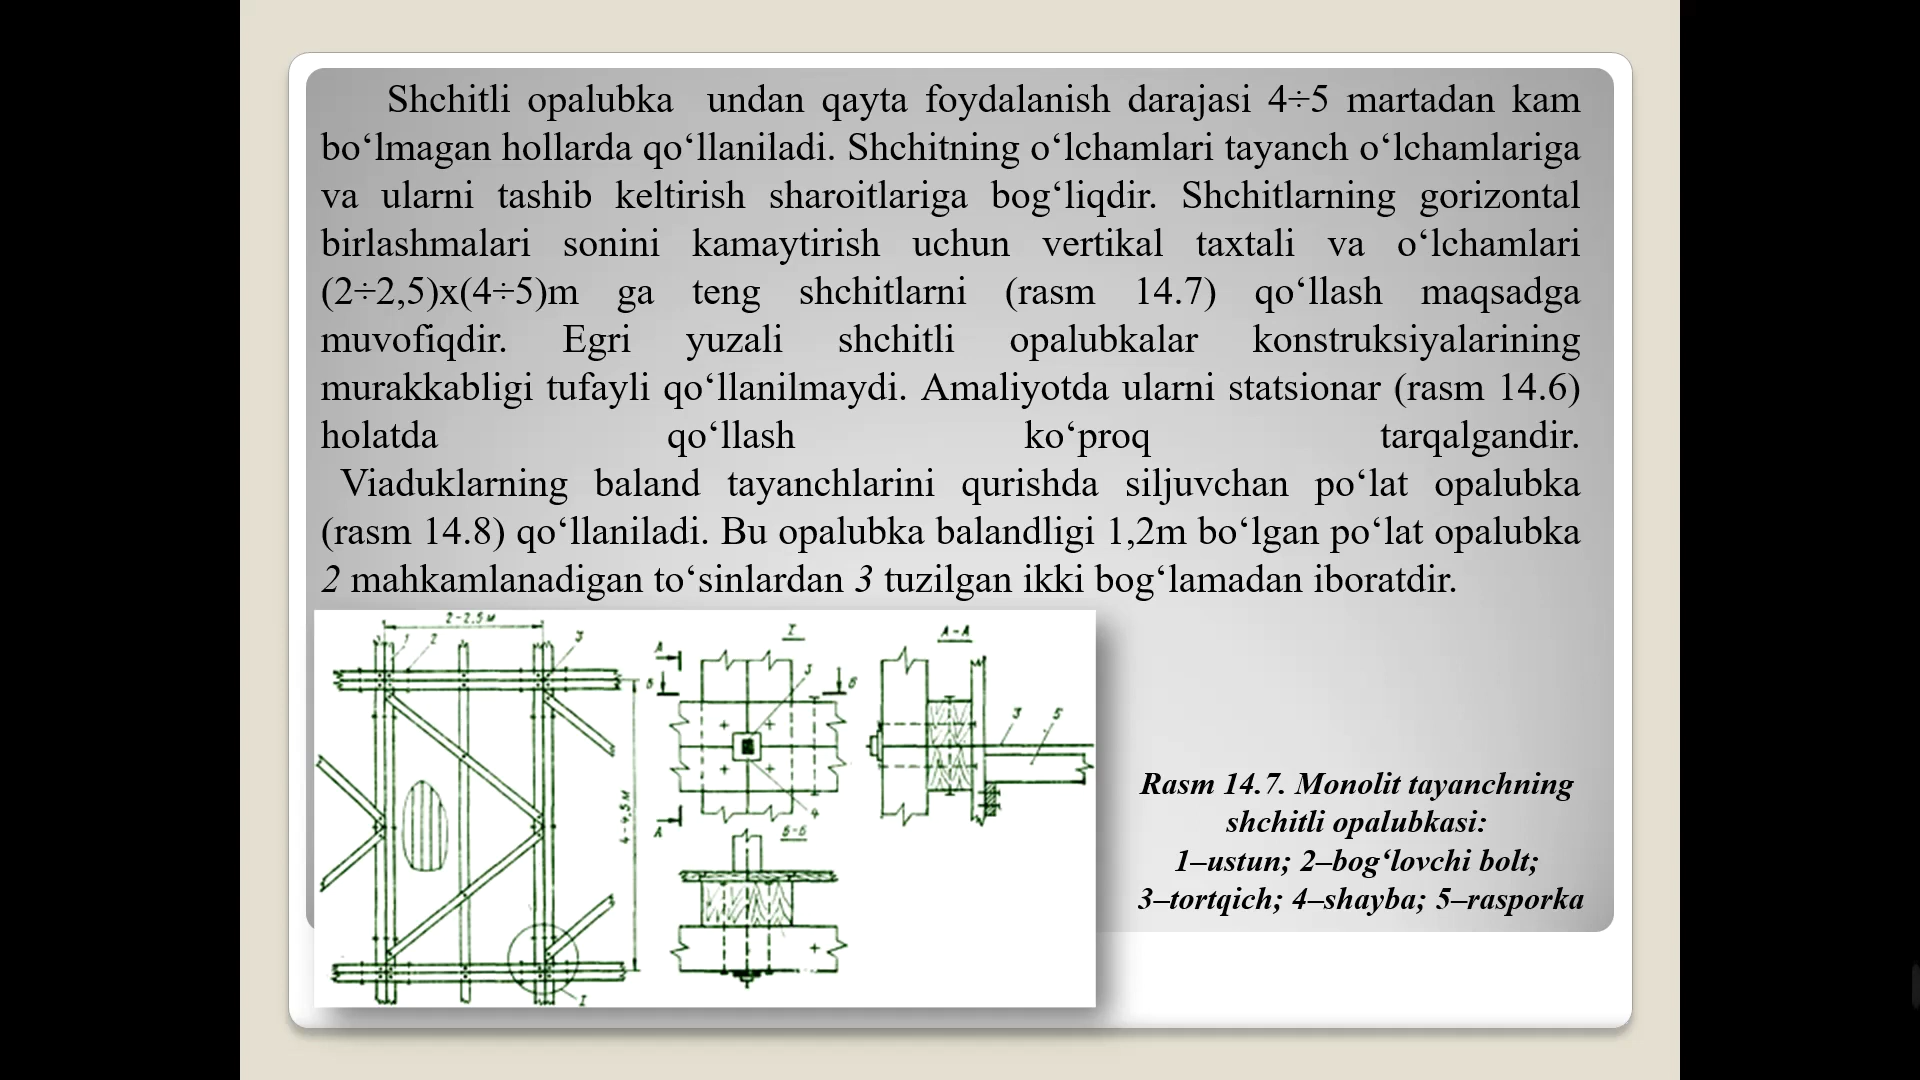 Shchitli opalubka undan qayta foydalanish darajasi 4÷5 martadan kam
bo‘lmagan hollarda qo‘llaniladi. Shchitning o‘lchamlari tayanch o‘lchamlariga
va ularni tashib keltirish sharoitlariga bog‘liqdir. Shchitlarning gorizontal
birlashmalari sonini kamaytirish uchun vertikal taxtali va o‘lchamlari
(2÷2,5)x(4÷5)m ga teng shchitlarni (rasm 14.7) qo‘llash maqsadga
muvofiqdir. Egri yuzali shchitli opalubkalar konstruksiyalarining
murakkabligi tufayli qo‘llanilmaydi. Amaliyotda ularni statsionar (rasm 14.6)
holatda qo‘llash ko‘proq tarqalgandir.
Viaduklarning baland tayanchlarini qurishda siljuvchan po‘lat opalubka
(rasm 14.8) qo‘llaniladi. Bu opalubka balandligi 1,2m bo‘lgan po‘lat opalubka
2 mahkamlanadigan to‘sinlardan 3 tuzilgan ikki bog‘lamadan iboratdir.
2-2,5 м
1 2 3
4-4,5 м
I
I
А
Б
Б
3
4
А
А-А
3 5
Б-Б
Rasm 14.7. Monolit tayanchning
shchitli opalubkasi:
1–ustun; 2–bog‘lovchi bolt;
3–tortqich; 4–shayba; 5–rasporka